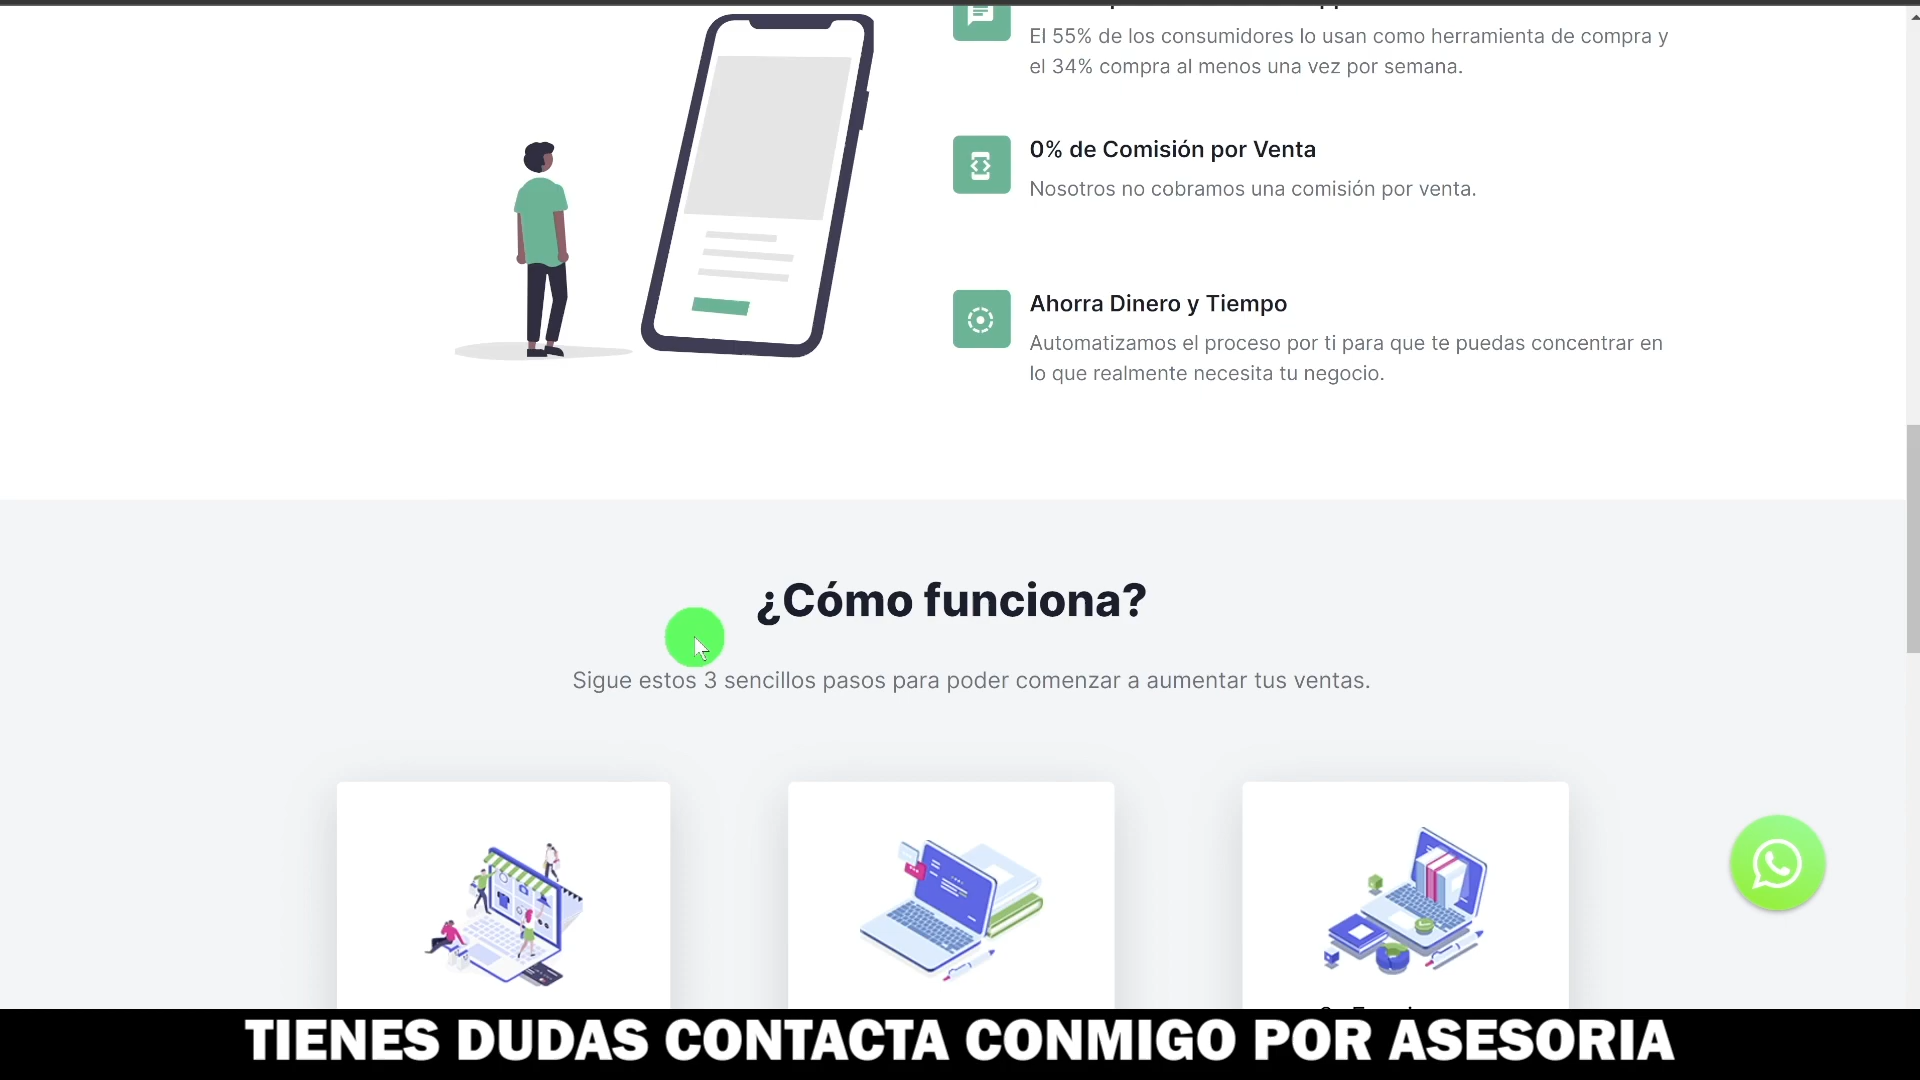 El 55% de los consumidores lo usan como herramienta de compra y
el 34% compra al menos una vez por semana.
0% de Comisión por Venta
Nosotros no cobramos una comisión por venta.
Ahorra Dinero y Tiempo
Automatizamos el proceso por ti para que te puedas concentrar en
lo que realmente necesita tu negocio.
¿Cómo funciona?
Sigue estos 3 sencillos pasos para poder comenzar a aumentar tus ventas.
TIENES DUDAS CONTACTA CONMIGO POR ASESORIA